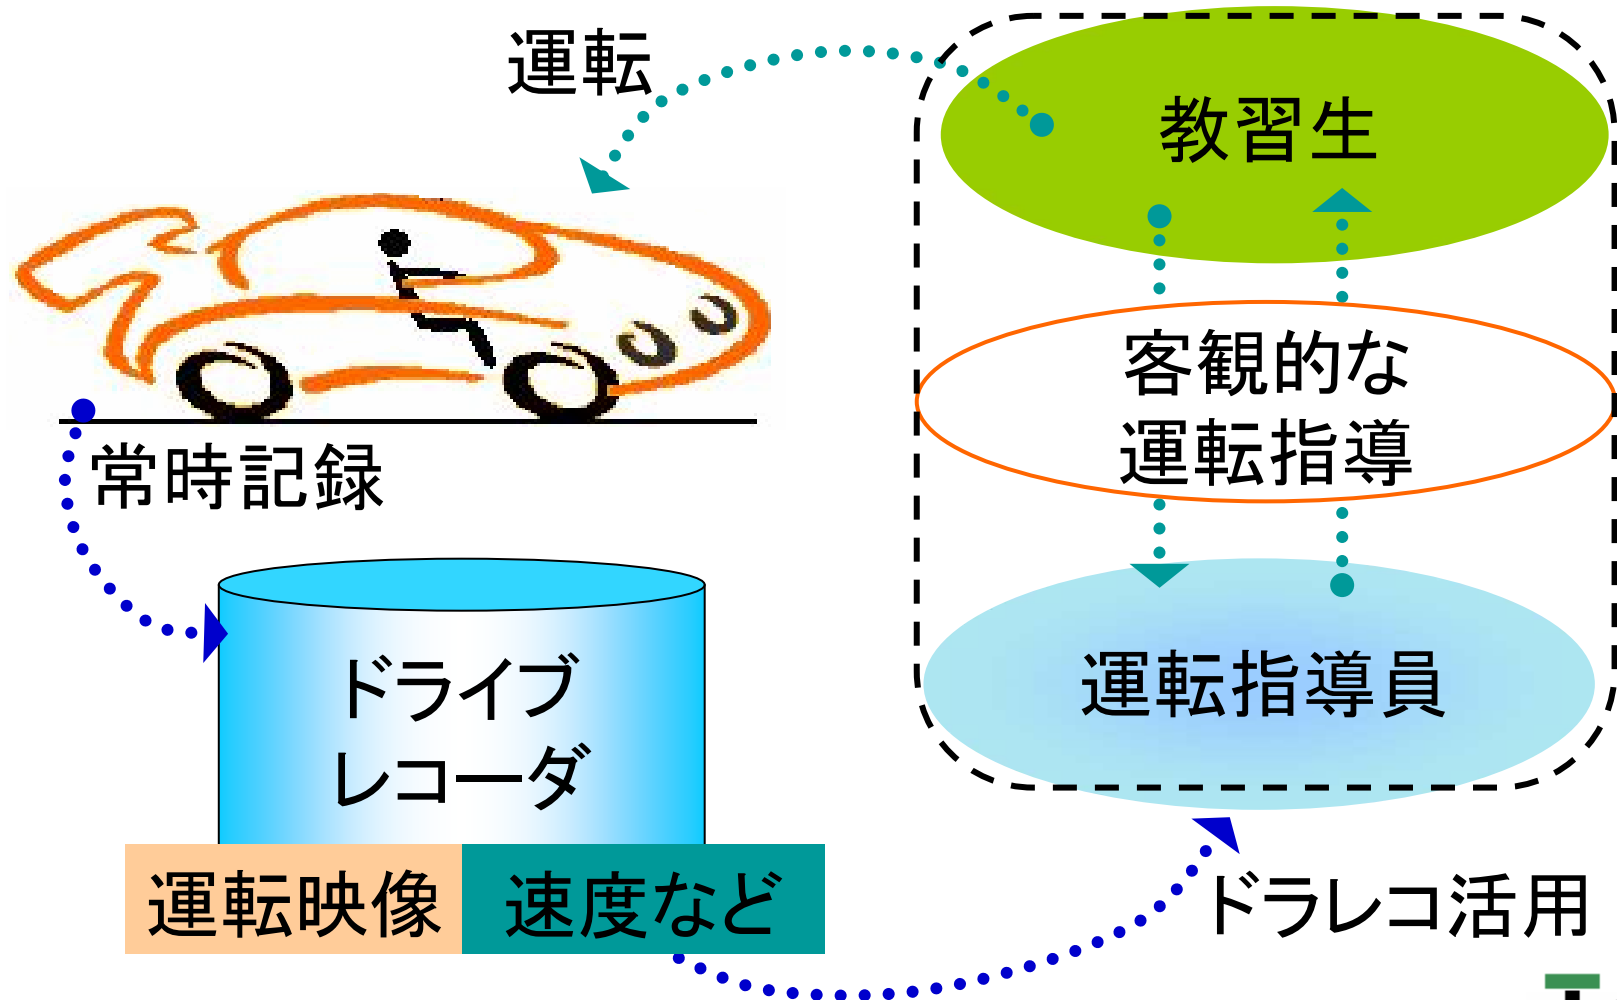 運転
教習生
客観的な
運転指導
常時記録
ドライブ
レコーダ
運転指導員
運転映像
速度など
ドラレコ活用